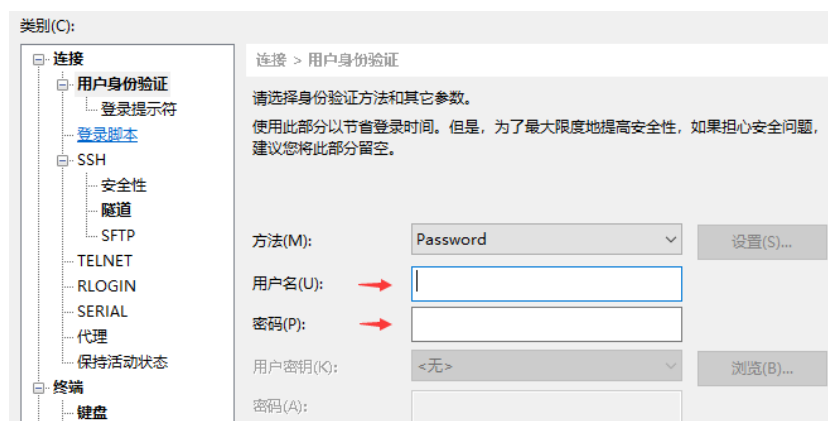 类别(C):
连接
用户身份验证
登录提示符
登录脚本
SSH
安全性
隧道
SFTP
TELNET
RLOGIN
SERIAL
代理
保持活动状态
终端
键盘
连接 > 用户身份验证
请选择身份验证方法和其它参数。
使用此部分以节省登录时间。但是，为了最大限度地提高安全性，如果担心安全问题，
建议您将此部分留空。
方法(M):
Password
设置(S)...
用户名(U):
密码(P):
用户密钥(K):
<无>
浏览(B)...
密码(A):